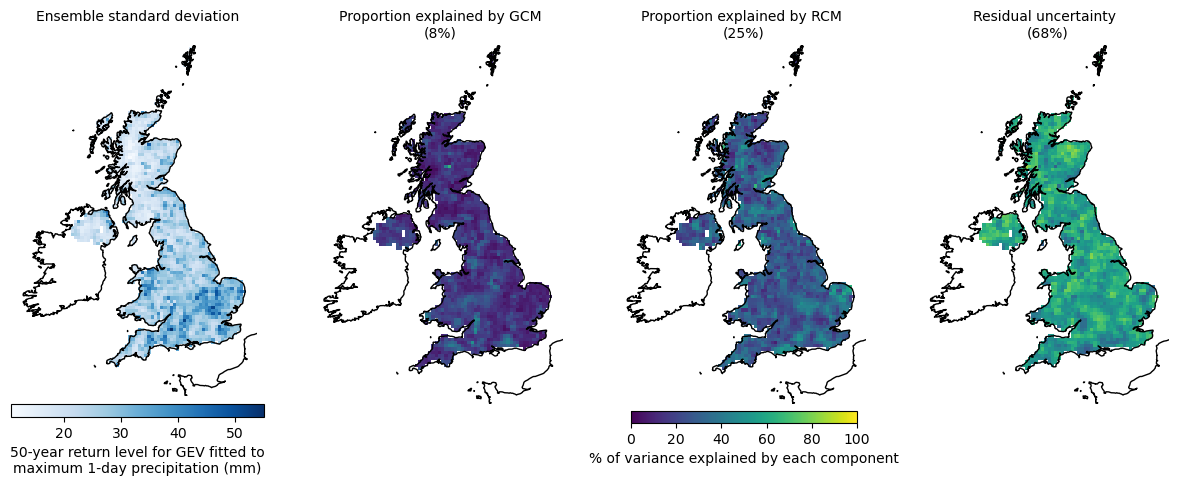 Ensemble standard deviation
Proportion explained by GCM
(8%)
Proportion explained by RCM
(25%)
Residual uncertainty
(68%)
20 30 40 50
50-year return level for GEV fitted to
maximum 1-day precipitation (mm)
0 20 40 60 80 100
% of variance explained by each component